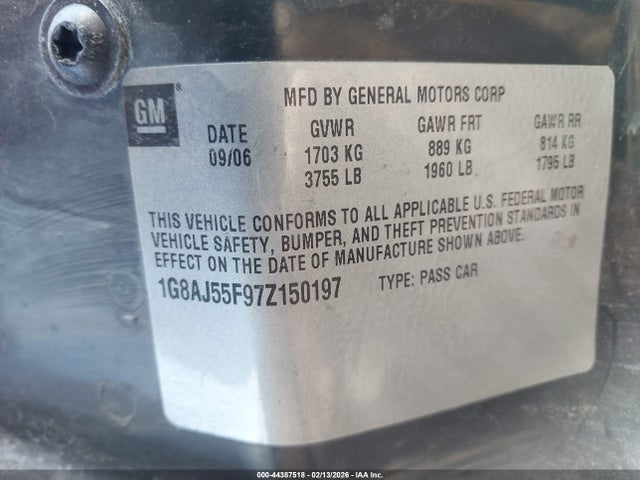 GM ®
MFD BY GENERAL MOTORS CORP
DATE GVWR GAWR FRT GAWR RR
09/06 1703 KG 889 KG 814 KG
3755 LB 1960 LB 1795 LB
THIS VEHICLE CONFORMS TO ALL APPLICABLE U.S. FEDERAL MOTOR
VEHICLE SAFETY, BUMPER, AND THEFT PREVENTION STANDARDS IN
EFFECT ON THE DATE OF MANUFACTURE SHOWN ABOVE.
1G8AJ55F97Z150197 TYPE: PASS CAR
000-44387518 - 02/13/2026 - IAA Inc.